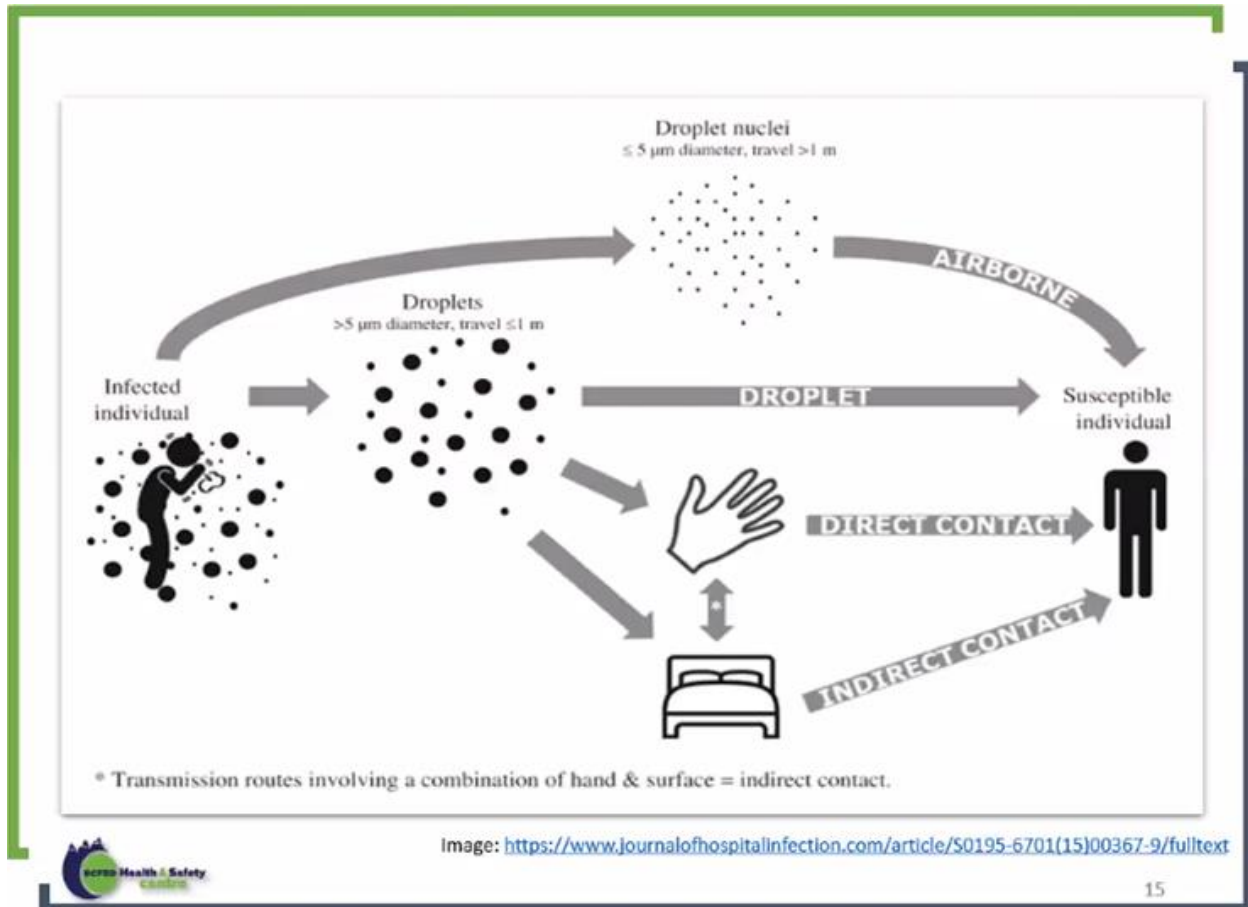 Droplet nuclei
≤ 5 µm diameter, travel >1 m
AIRBORNE
Droplets
>5 µm diameter, travel ≤1 m
Infected
individual
DROPLET
Susceptible
individual
DIRECT CONTACT
*
INDIRECT CONTACT
* Transmission routes involving a combination of hand & surface = indirect contact.
Image: https://www.journalofhospitalinfection.com/article/S0195-6701(15)00367-9/fulltext
Health & Safety
centre
15